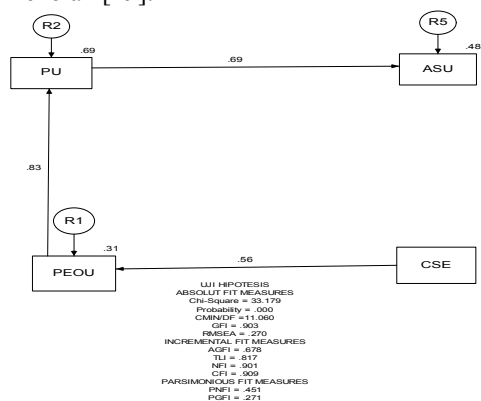 R2
R5
.69
.48
PU
.69
ASU
.83
R1
.31
.56
PEOU
CSE
UJI HIPOTESIS
ABSOLUT FIT MEASURES
Chi-Square = 33.179
Probability = .000
CMIN/DF =11.060
GFI = .903
RMSEA = .270
INCREMENTAL FIT MEASURES
AGFI = .678
TLI = .817
NFI = .901
CFI = .909
PARSIMONIOUS FIT MEASURES
PNFI = .451
PGFI = .271